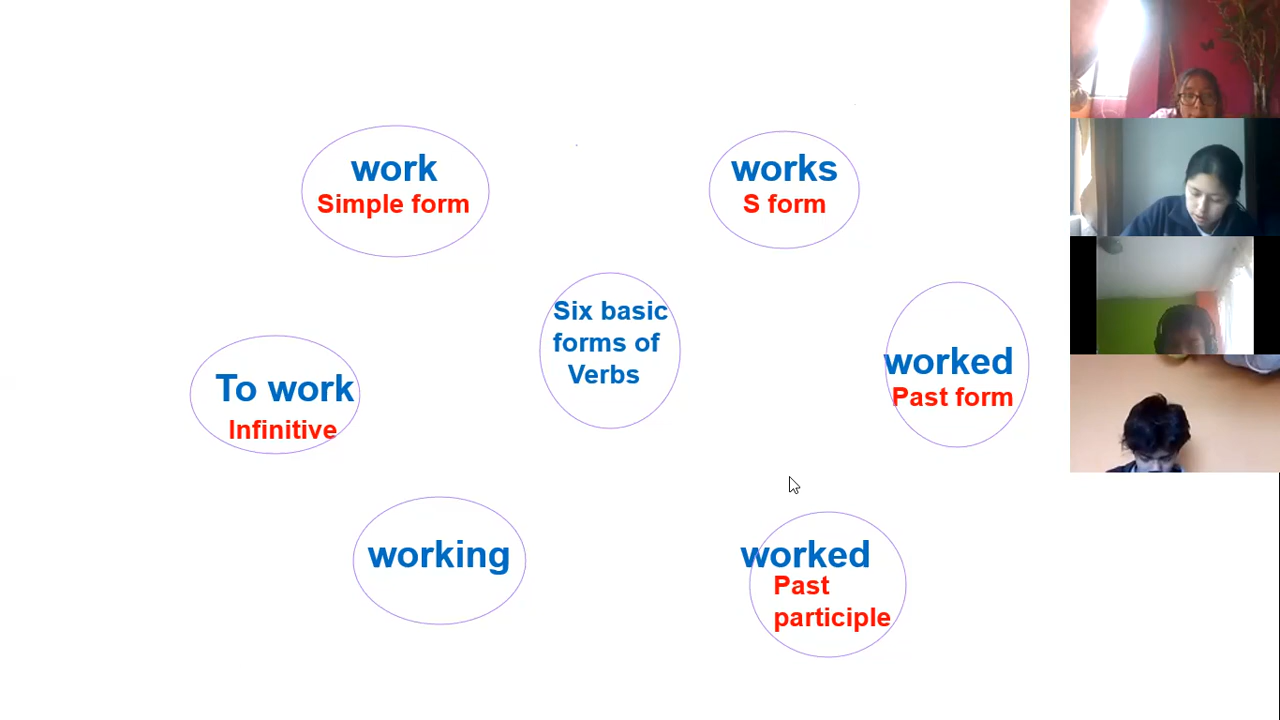 work
Simple form
works
S form
Six basic
forms of
Verbs
To work
Infinitive
worked
Past form
working
worked
Past
participle